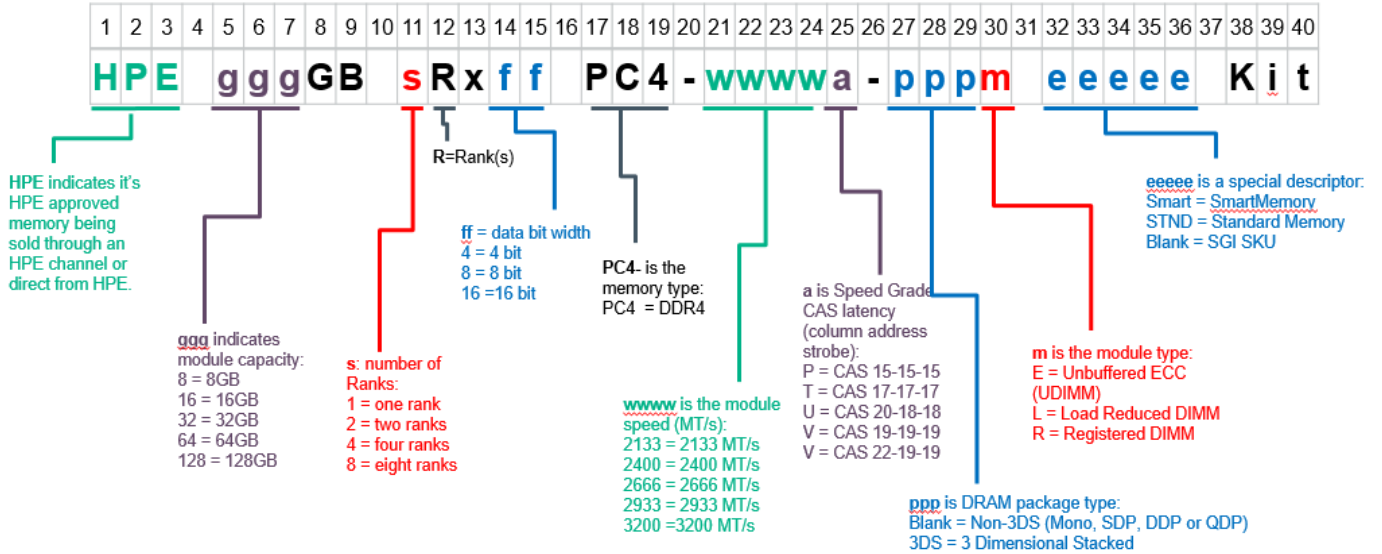 1 2 3 4 5 6 7 8 9 10 11 12 13 14 15 16 17 18 19 20 21 22 23 24 25 26 27 28 29 30 31 32 33 34 35 36 37 38 39 40
HPE gggGB sRxff PC4-wwwwa-pppm eeeee Kit
R=Rank(s)
HPE indicates it's
HPE approved
memory being
sold through an
HPE channel or
direct from HPE.
ggg indicates
module capacity:
8 = 8GB
16 = 16GB
32 = 32GB
64 = 64GB
128 = 128GB
s: number of
Ranks:
1 = one rank
2 = two ranks
4 = four ranks
8 = eight ranks
ff = data bit width
4 = 4 bit
8 = 8 bit
16 =16 bit
PC4- is the
memory type:
PC4 = DDR4
wwww is the module
speed (MT/s):
2133 = 2133 MT/s
2400 = 2400 MT/s
2666 = 2666 MT/s
2933 = 2933 MT/s
3200 =3200 MT/s
a is Speed Grade
CAS latency
(column address
strobe):
P = CAS 15-15-15
T = CAS 17-17-17
U = CAS 20-18-18
V = CAS 19-19-19
V = CAS 22-19-19
ppp is DRAM package type:
Blank = Non-3DS (Mono, SDP, DDP or QDP)
3DS = 3 Dimensional Stacked
m is the module type:
E = Unbuffered ECC
(UDIMM)
L = Load Reduced DIMM
R = Registered DIMM
eeeee is a special descriptor:
Smart = SmartMemory
STND = Standard Memory
Blank = SGI SKU